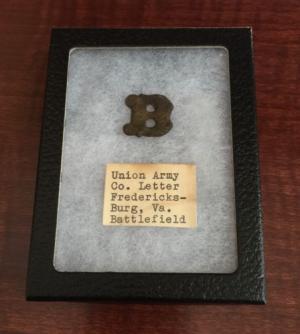 B
Union Army
Co. Letter
Fredericks-
Burg, Va.
Battlefield